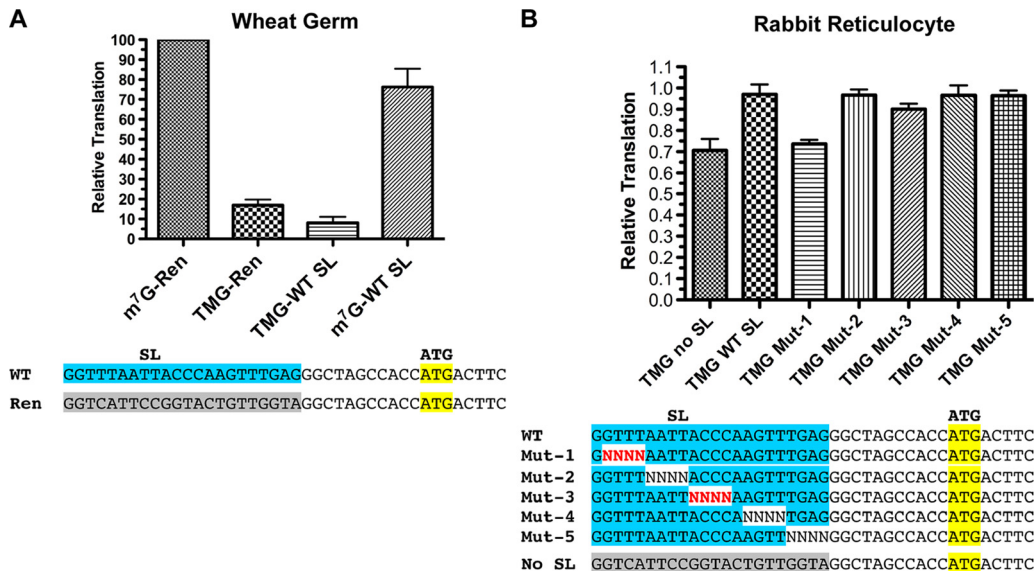 A
Wheat Germ
Relative Translation
100
90
80
70
60
50
40
30
20
10
0
m⁷G-Ren
TMG-Ren
TMG-WT SL
m⁷G-WT SL
SL ATG
WT GGTTTAATTACCCAAGTTTGAGGGCTAGCCACCATGACTTC
Ren GGTCATTCCGGTACTGTTGGTAGGCTAGCCACCATGACTTC
B
Rabbit Reticulocyte
Relative Translation
1.1
1.0
0.9
0.8
0.7
0.6
0.5
0.4
0.3
0.2
0.1
0.0
TMG no SL
TMG WT SL
TMG Mut-1
TMG Mut-2
TMG Mut-3
TMG Mut-4
TMG Mut-5
SL ATG
WT GGTTTAATTACCCAAGTTTGAGGGCTAGCCACCATGACTTC
Mut-1 GNNNNAATTACCCAAGTTTGAGGGCTAGCCACCATGACTTC
Mut-2 GGTTTNNNNACCCAAGTTTGAGGGCTAGCCACCATGACTTC
Mut-3 GGTTTAATTNNNNAAGTTTGAGGGCTAGCCACCATGACTTC
Mut-4 GGTTTAATTACCCANNNNTGAGGGCTAGCCACCATGACTTC
Mut-5 GGTTTAATTACCCAAGTTNNNNGGCTAGCCACCATGACTTC
No SL GGTCATTCCGGTACTGTTGGTAGGCTAGCCACCATGACTTC